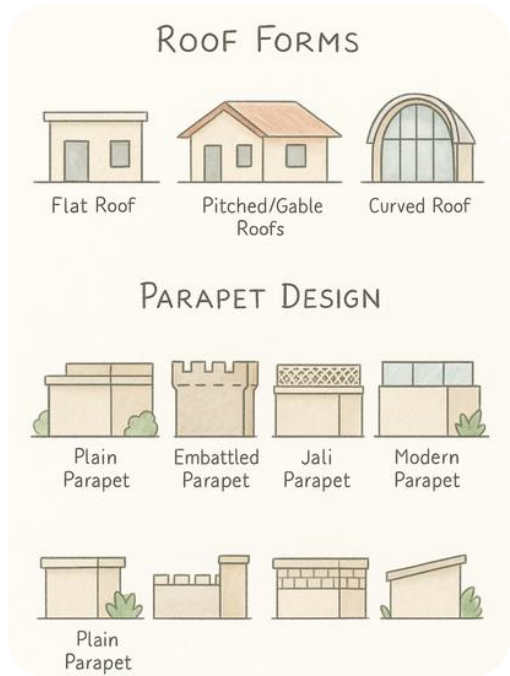 ROOF FORMS
Flat Roof
Pitched/Gable
Roofs
Curved Roof
PARAPET DESIGN
Plain
Parapet
Embattled
Parapet
Jali
Parapet
Modern
Parapet
Plain
Parapet